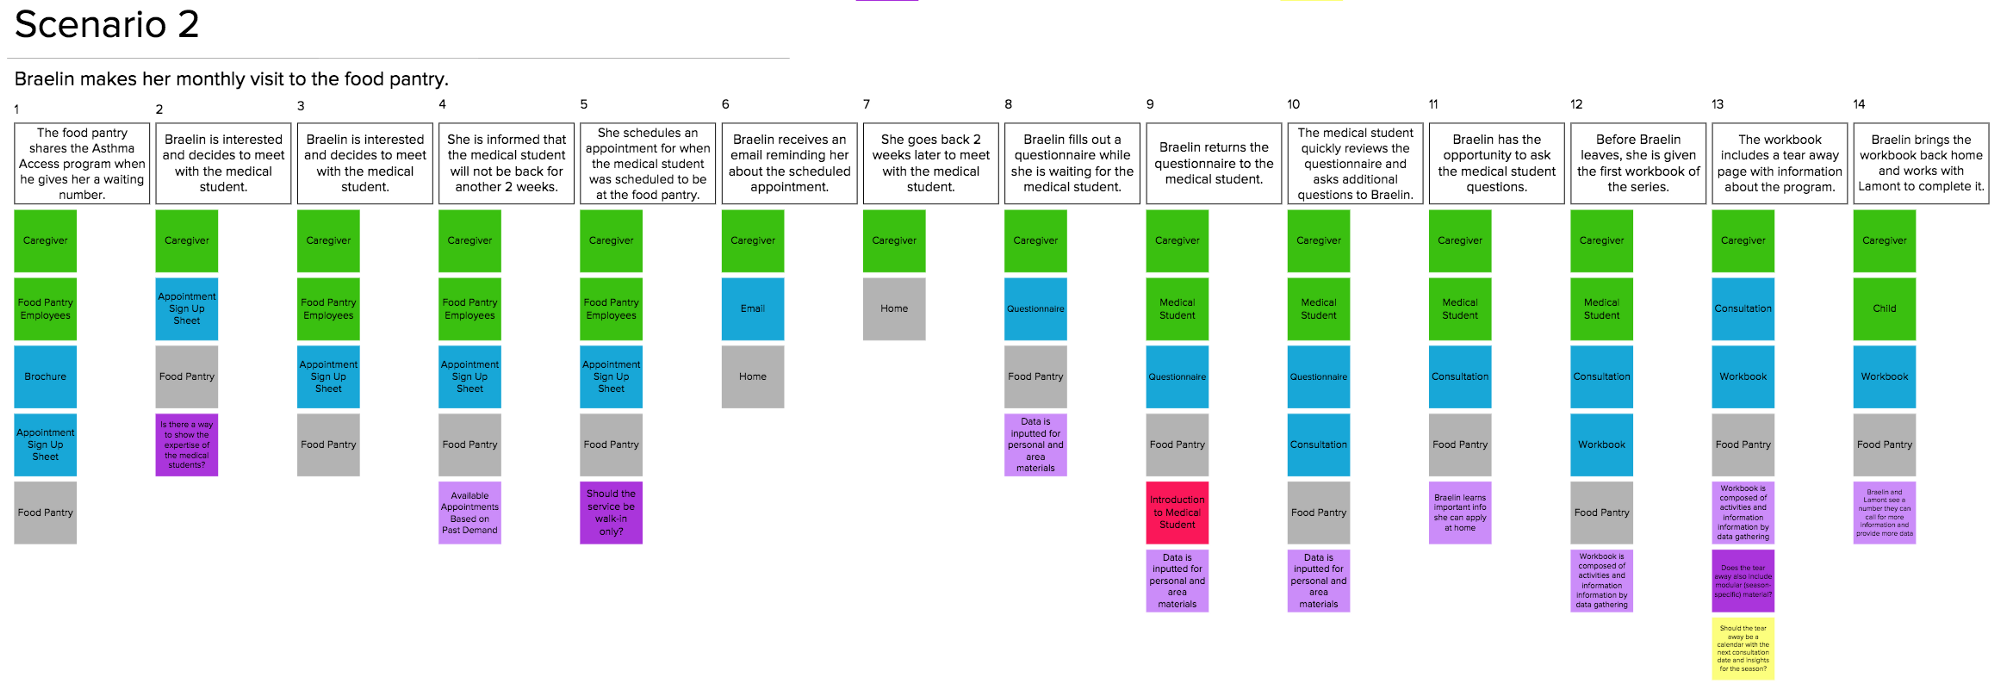 Scenario 2
Braelin makes her monthly visit to the food pantry.
1
The food pantry
shares the Asthma
Access program when
he gives her a waiting
number.
Caregiver
Food Pantry
Employees
Brochure
Appointment
Sign Up
Sheet
Food Pantry
2
Braelin is interested
and decides to meet
with the medical
student.
Caregiver
Appointment
Sign Up
Sheet
Food Pantry
Is there a way
to show the
expertise of
the medical
students?
3
Braelin is interested
and decides to meet
with the medical
student.
Caregiver
Food Pantry
Employees
Appointment
Sign Up
Sheet
Food Pantry
4
She is informed that
the medical student
will not be back for
another 2 weeks.
Caregiver
Food Pantry
Employees
Appointment
Sign Up
Sheet
Food Pantry
Available
Appointments
Based on
Past Demand
5
She schedules an
appointment for when
the medical student
was scheduled to be
at the food pantry.
Caregiver
Food Pantry
Employees
Appointment
Sign Up
Sheet
Food Pantry
Should the
service be
walk-in
only?
6
Braelin receives an
email reminding her
about the scheduled
appointment.
Caregiver
Email
Home
7
She goes back 2
weeks later to meet
with the medical
student.
Caregiver
Home
8
Braelin fills out a
questionnaire while
she is waiting for the
medical student.
Caregiver
Questionnaire
Food Pantry
Data is
inputted for
personal and
area
materials
9
Braelin returns the
questionnaire to the
medical student.
Caregiver
Medical
Student
Questionnaire
Food Pantry
Introduction
to Medical
Student
Data is
inputted for
personal and
area
materials
10
The medical student
quickly reviews the
questionnaire and
asks additional
questions to Braelin.
Caregiver
Medical
Student
Questionnaire
Consultation
Food Pantry
Data is
inputted for
personal and
area
materials
11
Braelin has the
opportunity to ask
the medical student
questions.
Caregiver
Medical
Student
Consultation
Food Pantry
Braelin learns
important info
she can apply
at home
12
Before Braelin
leaves, she is given
the first workbook of
the series.
Caregiver
Medical
Student
Consultation
Workbook
Food Pantry
Workbook is
composed of
activities and
information
information by
data gathering
13
The workbook
includes a tear away
page with information
about the program.
Caregiver
Consultation
Workbook
Food Pantry
Workbook is
composed of
activities and
information
information by
data gathering
Does the tear
away also include
modular (season-
specific) material?
Should the tear
away be a
calendar with the
next consultation
date and insights
for the season?
14
Braelin brings the
workbook back home
and works with
Lamont to complete it.
Caregiver
Child
Workbook
Food Pantry
Braelin and
Lamont see a
number they can
call for more
information and
provide more data